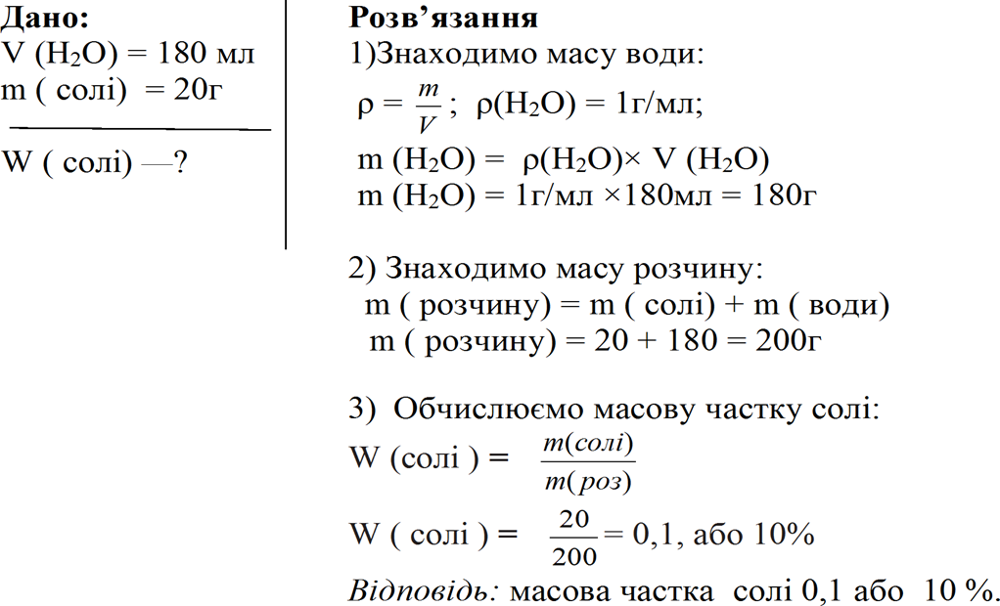 Дано:
V (H₂O) = 180 мл
m ( солі) = 20г
W ( солі) —?
Розв’язання
1)Знаходимо масу води:
ρ = m/V ; ρ(H₂O) = 1г/мл;
m (H₂O) = ρ(H₂O)× V (H₂O)
m (H₂O) = 1г/мл ×180мл = 180г
2) Знаходимо масу розчину:
m ( розчину) = m ( солі) + m ( води)
m ( розчину) = 20 + 180 = 200г
3) Обчислюємо масову частку солі:
W (солі ) = m(солі)/m(роз)
W ( солі ) = 20/200 = 0,1, або 10%
Відповідь: масова частка солі 0,1 або 10 %.